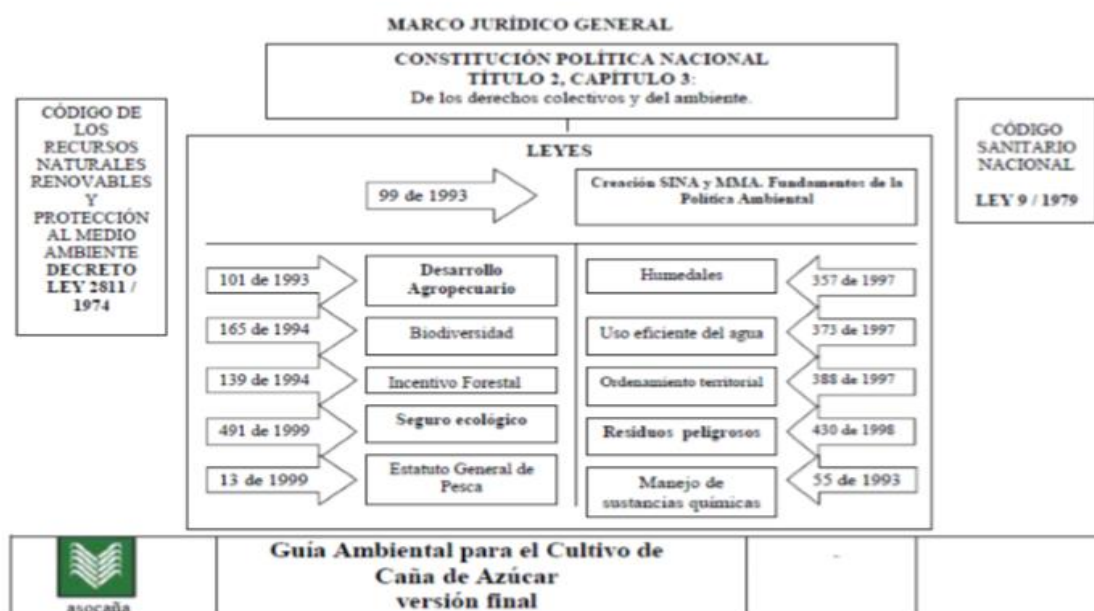 MARCO JURÍDICO GENERAL
CONSTITUCIÓN POLÍTICA NACIONAL
TÍTULO 2, CAPÍTULO 3:
De los derechos colectivos y del ambiente.
CÓDIGO DE
LOS
RECURSOS
NATURALES
RENOVABLES
Y
PROTECCIÓN
AL MEDIO
AMBIENTE
DECRETO
LEY 2811 /
1974
CÓDIGO
SANITARIO
NACIONAL
LEY 9 / 1979
LEYES
99 de 1993
Creación SINA y MMA. Fundamentos de la
Política Ambiental
101 de 1993
Desarrollo
Agropecuario
Humedales
357 de 1997
165 de 1994
Biodiversidad
Uso eficiente del agua
373 de 1997
139 de 1994
Incentivo Forestal
Ordenamiento territorial
388 de 1997
491 de 1999
Seguro ecológico
Residuos peligrosos
430 de 1998
13 de 1999
Estatuto General de
Pesca
Manejo de
sustancias químicas
55 de 1993
asocaña
Guía Ambiental para el Cultivo de
Caña de Azúcar
versión final